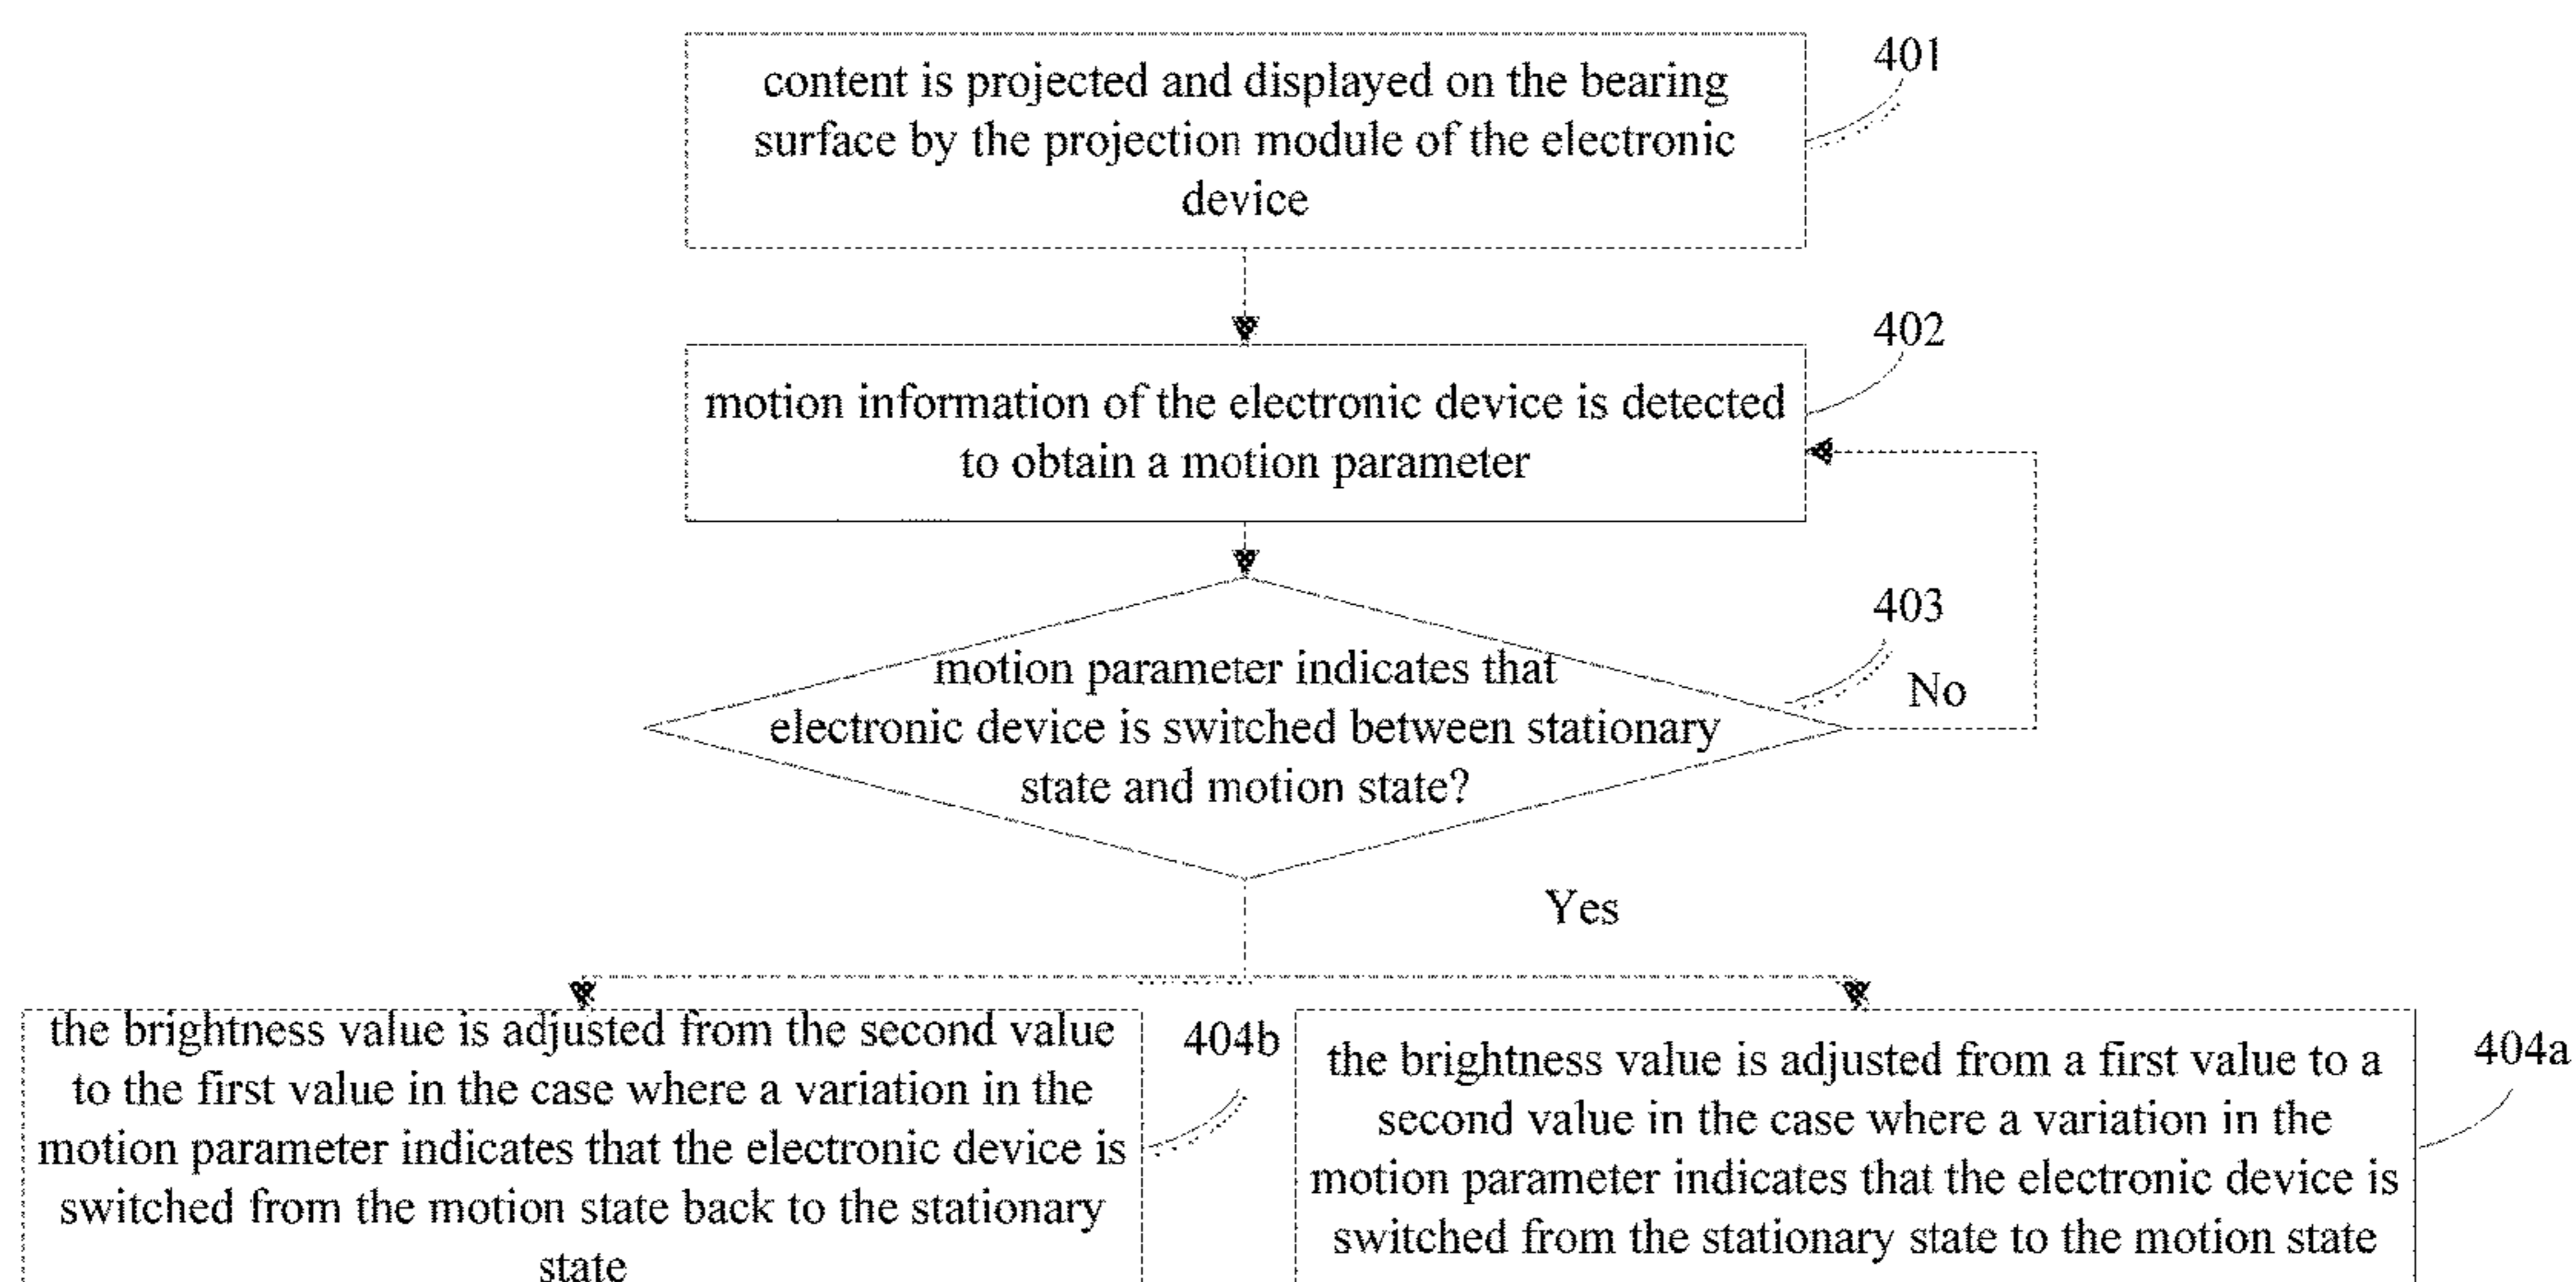 content is projected and displayed on the bearing
surface by the projection module of the electronic
device
401
motion information of the electronic device is detected
to obtain a motion parameter
402
motion parameter indicates that
electronic device is switched between stationary
state and motion state?
403
No
Yes
the brightness value is adjusted from the second value
to the first value in the case where a variation in the
motion parameter indicates that the electronic device is
switched from the motion state back to the stationary
state
404b
the brightness value is adjusted from a first value to a
second value in the case where a variation in the
motion parameter indicates that the electronic device is
switched from the stationary state to the motion state
404a